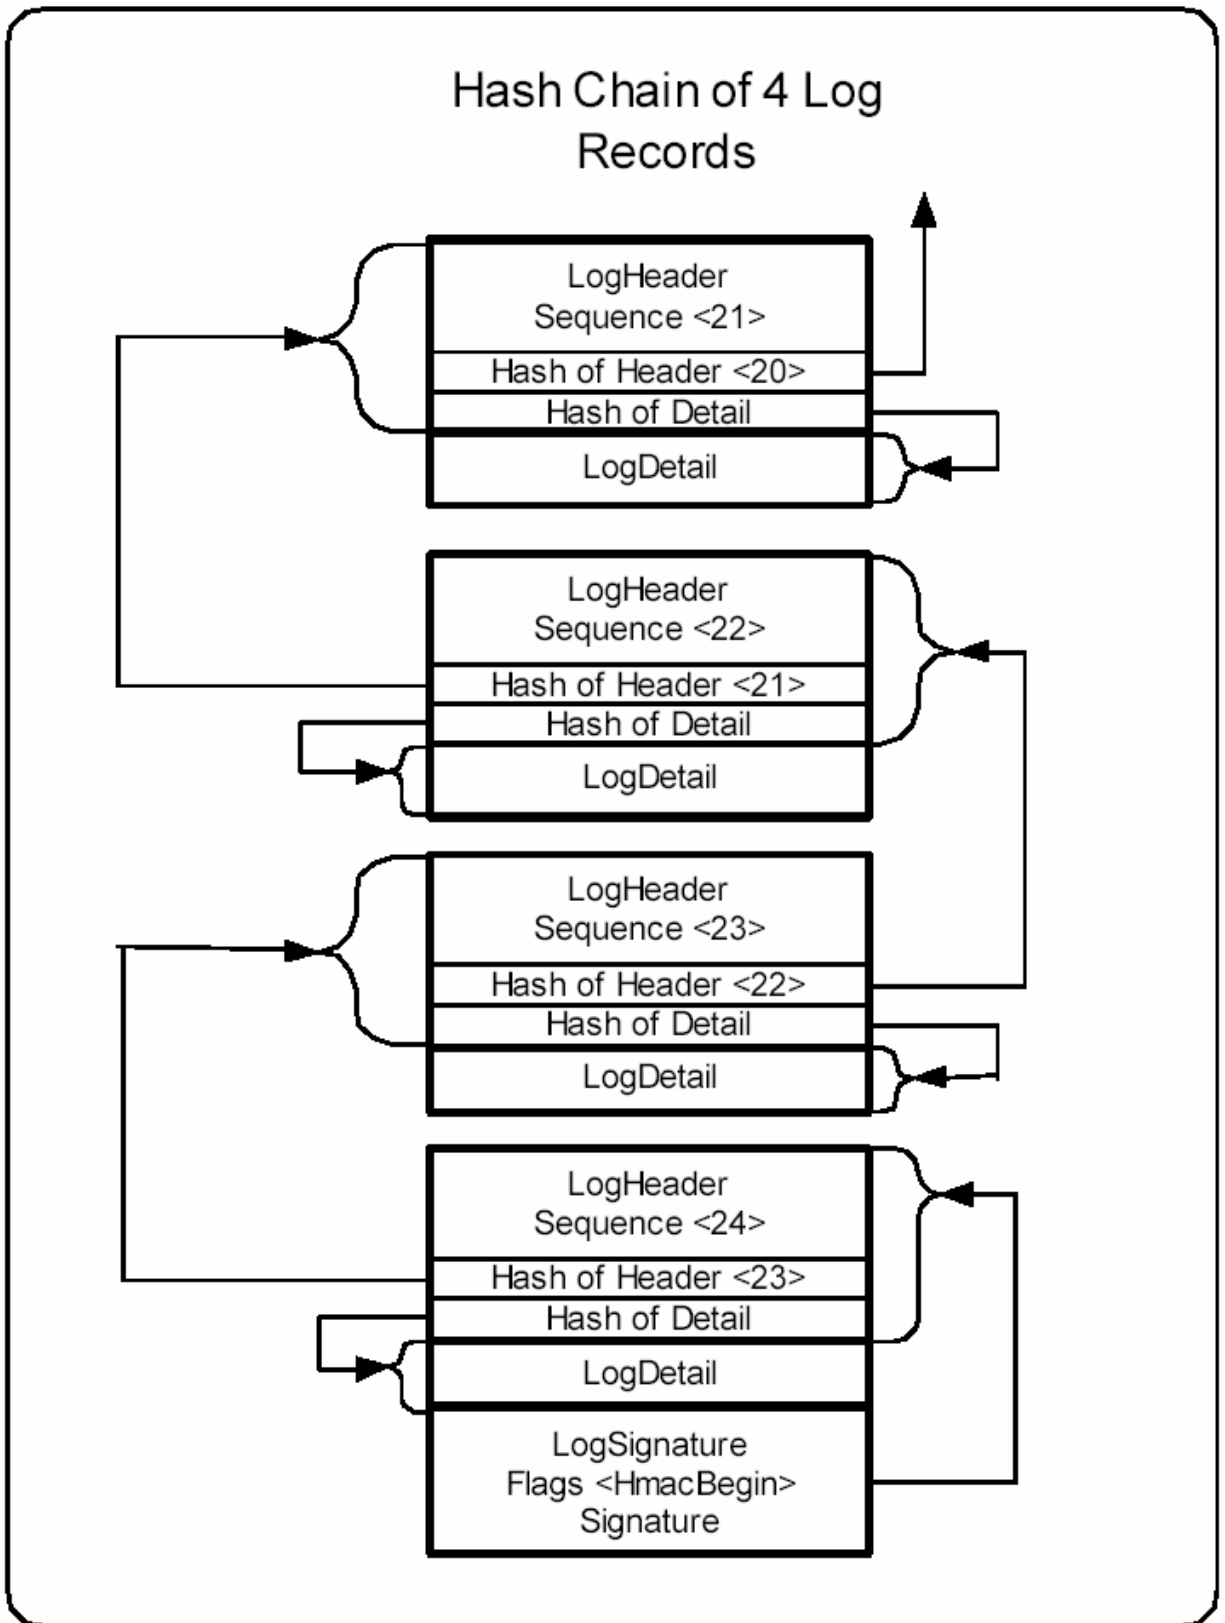 Hash Chain of 4 Log
Records
LogHeader
Sequence <21>
Hash of Header <20>
Hash of Detail
LogDetail
LogHeader
Sequence <22>
Hash of Header <21>
Hash of Detail
LogDetail
LogHeader
Sequence <23>
Hash of Header <22>
Hash of Detail
LogDetail
LogHeader
Sequence <24>
Hash of Header <23>
Hash of Detail
LogDetail
LogSignature
Flags <HmacBegin>
Signature